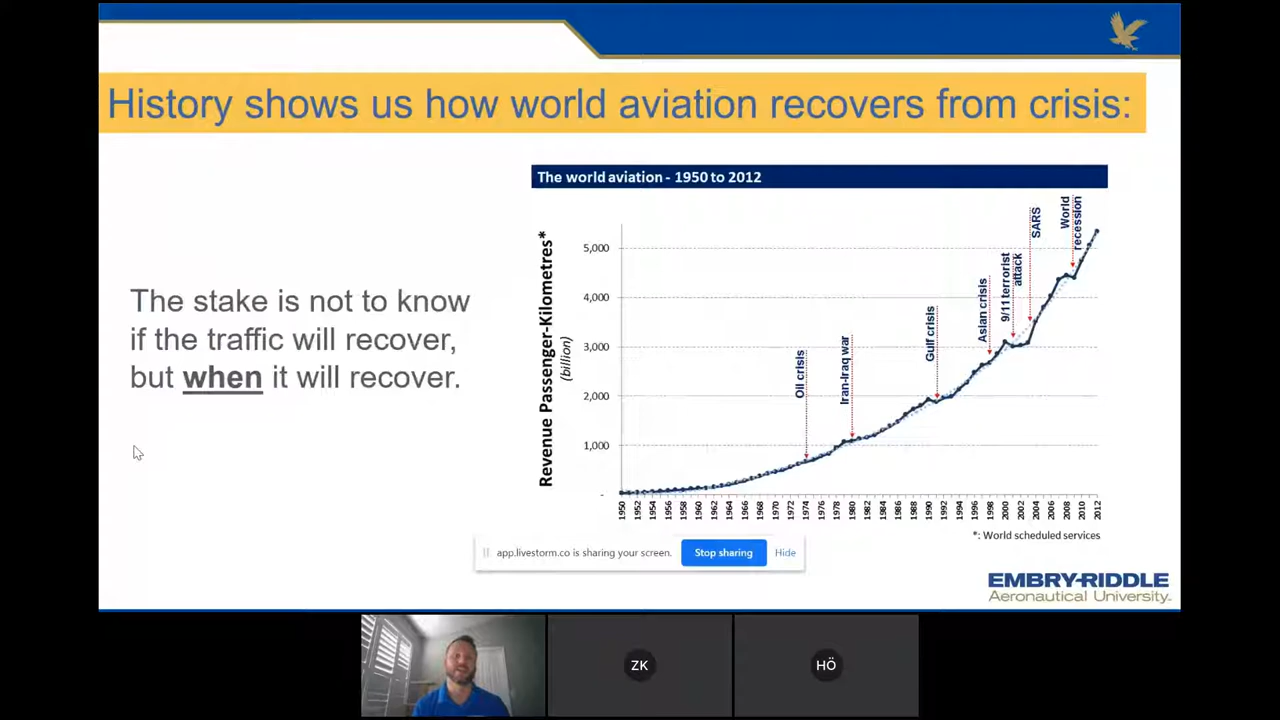 History shows us how world aviation recovers from crisis:
The stake is not to know
if the traffic will recover,
but when it will recover.
The world aviation - 1950 to 2012
Revenue Passenger-Kilometres*
(billion)
5,000
4,000
3,000
2,000
1,000
-
Oil crisis
Iran-Iraq war
Gulf crisis
Asian crisis
9/11 terrorist
attack
SARS
World
recession
1950 1952 1954 1956 1958 1960 1962 1964 1966 1968 1970 1972 1974 1976 1978 1980 1982 1984 1986 1988 1990 1992 1994 1996 1998 2000 2002 2004 2006 2008 2010 2012
*: World scheduled services
app.livestorm.co is sharing your screen.
Stop sharing
Hide
EMBRY-RIDDLE
Aeronautical University
ZK
HÖ